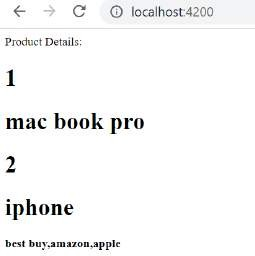 localhost:4200
Product Details:
1
mac book pro
2
iphone
best buy,amazon,apple